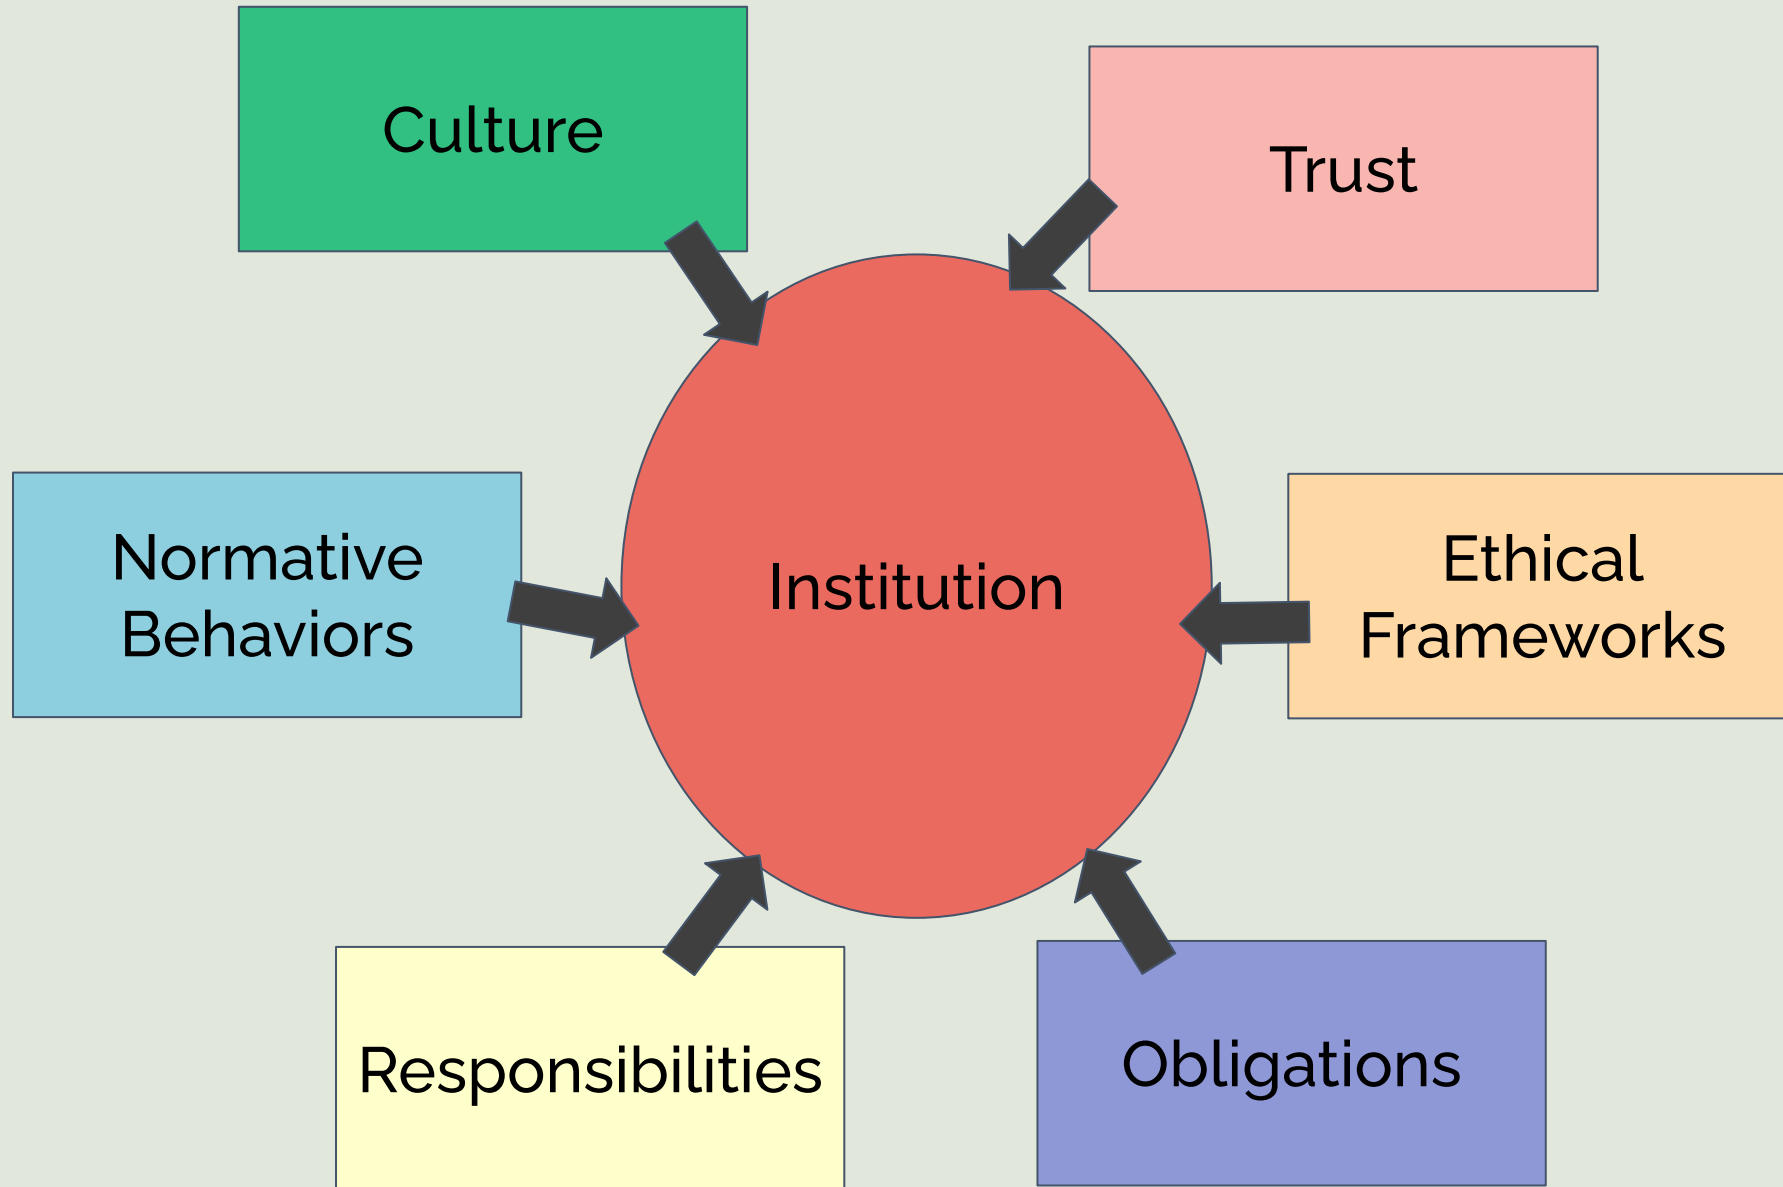 Culture
Trust
Normative
Behaviors
Institution
Ethical
Frameworks
Responsibilities
Obligations